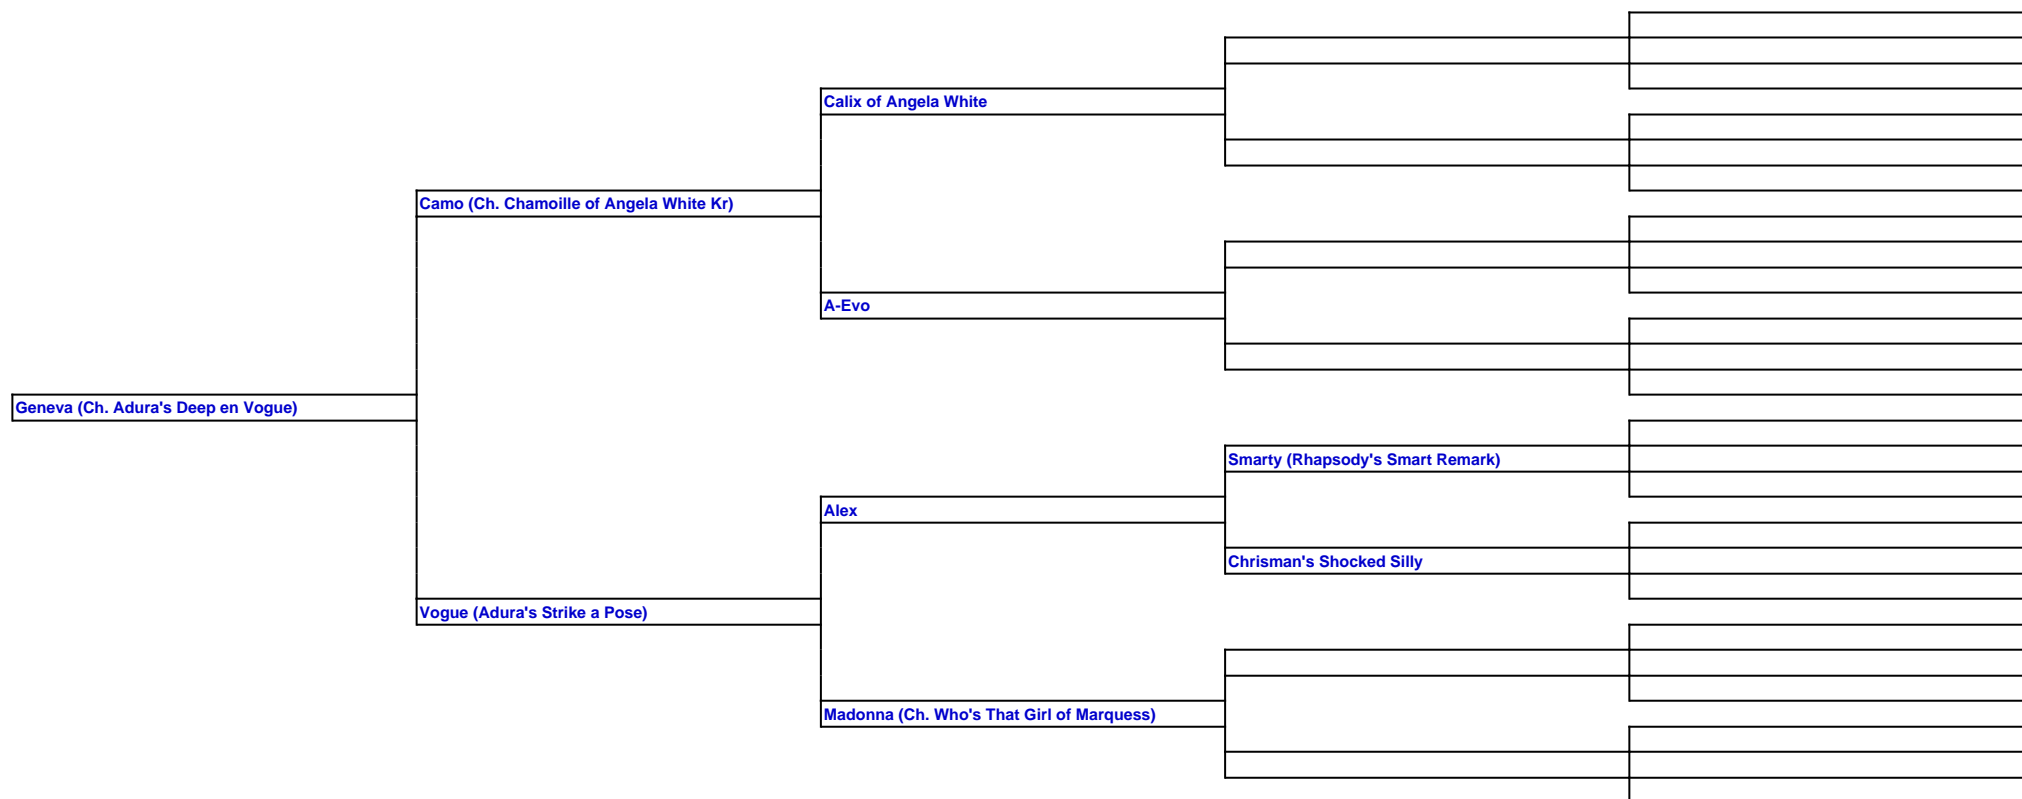 Calix of Angela White
Camo (Ch. Chamoille of Angela White Kr)
A-Evo
Geneva (Ch. Adura's Deep en Vogue)
Smarty (Rhapsody's Smart Remark)
Alex
Chrisman's Shocked Silly
Vogue (Adura's Strike a Pose)
Madonna (Ch. Who's That Girl of Marquess)